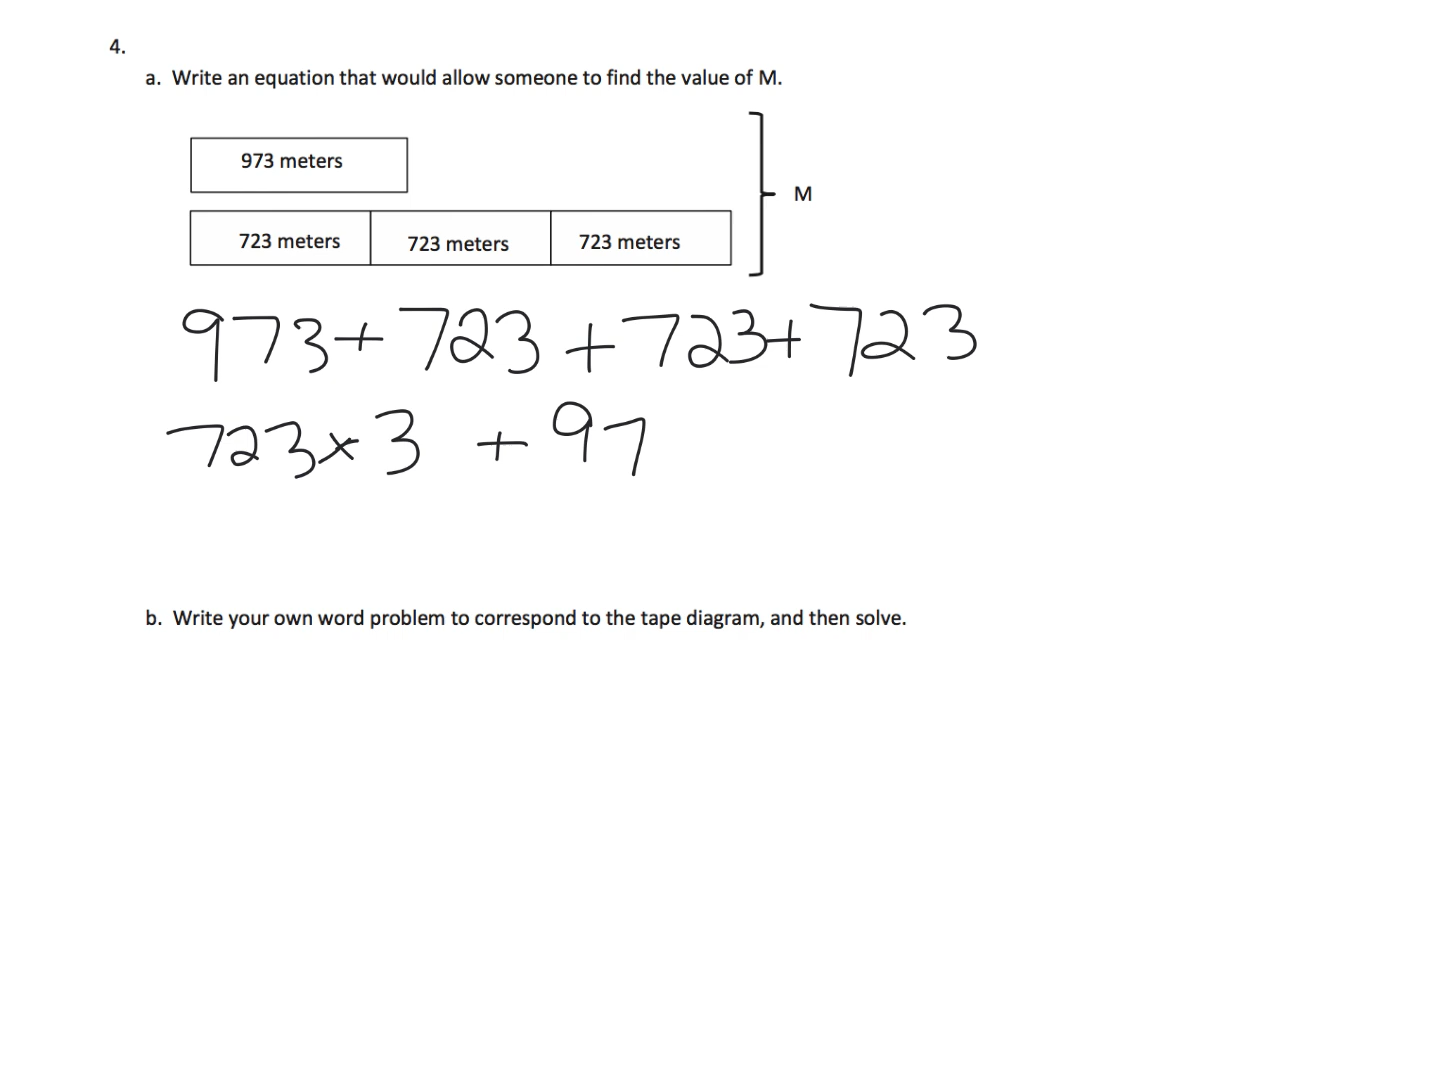 4.
a. Write an equation that would allow someone to find the value of M.
973 meters
M
723 meters 723 meters 723 meters
973+723+723+723
723×3 +97
b. Write your own word problem to correspond to the tape diagram, and then solve.